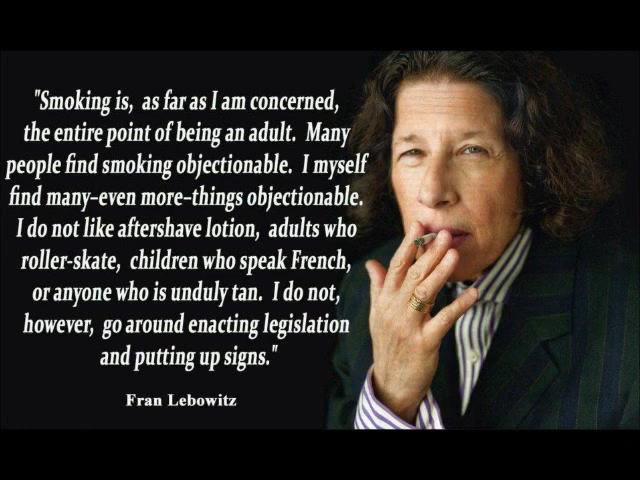 "Smoking is, as far as I am concerned,
the entire point of being an adult. Many
people find smoking objectionable. I myself
find many-even more-things objectionable.
I do not like aftershave lotion, adults who
roller-skate, children who speak French,
or anyone who is unduly tan. I do not,
however, go around enacting legislation
and putting up signs."
Fran Lebowitz